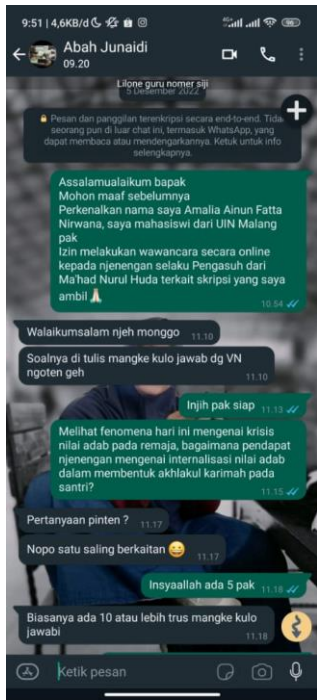 9:51 | 4,6KB/d
Abah Junaidi
09.20
Lilone guru nomer siji
5 Desember 2022
Pesan dan panggilan terenkripsi secara end-to-end. Tidak
seorang pun di luar chat ini, termasuk WhatsApp, yang
dapat membaca atau mendengarkannya. Ketuk untuk info
selengkapnya.
Assalamualaikum bapak
Mohon maaf sebelumnya
Perkenalkan nama saya Amalia Ainun Fatta
Nirwana, saya mahasiswi dari UIN Malang
pak
Izin melakukan wawancara secara online
kepada njenengan selaku Pengasuh dari
Ma'had Nurul Huda terkait skripsi yang saya
ambil 🙏🏻
10.54
Walaikumsalam njeh monggo 11.10
Soalnya di tulis mangke kulo jawab dg VN
ngoten geh
11.10
Injih pak siap 11.13
Melihat fenomena hari ini mengenai krisis
nilai adab pada remaja, bagaimana pendapat
njenengan mengenai internalisasi nilai adab
dalam membentuk akhlakul karimah pada
santri?
11.15
Pertanyaan pinten ? 11.17
Nopo satu saling berkaitan 😄 11.17
Insyaallah ada 5 pak 11.18
Biasanya ada 10 atau lebih trus mangke kulo
jawabi
11.18
Ketik pesan